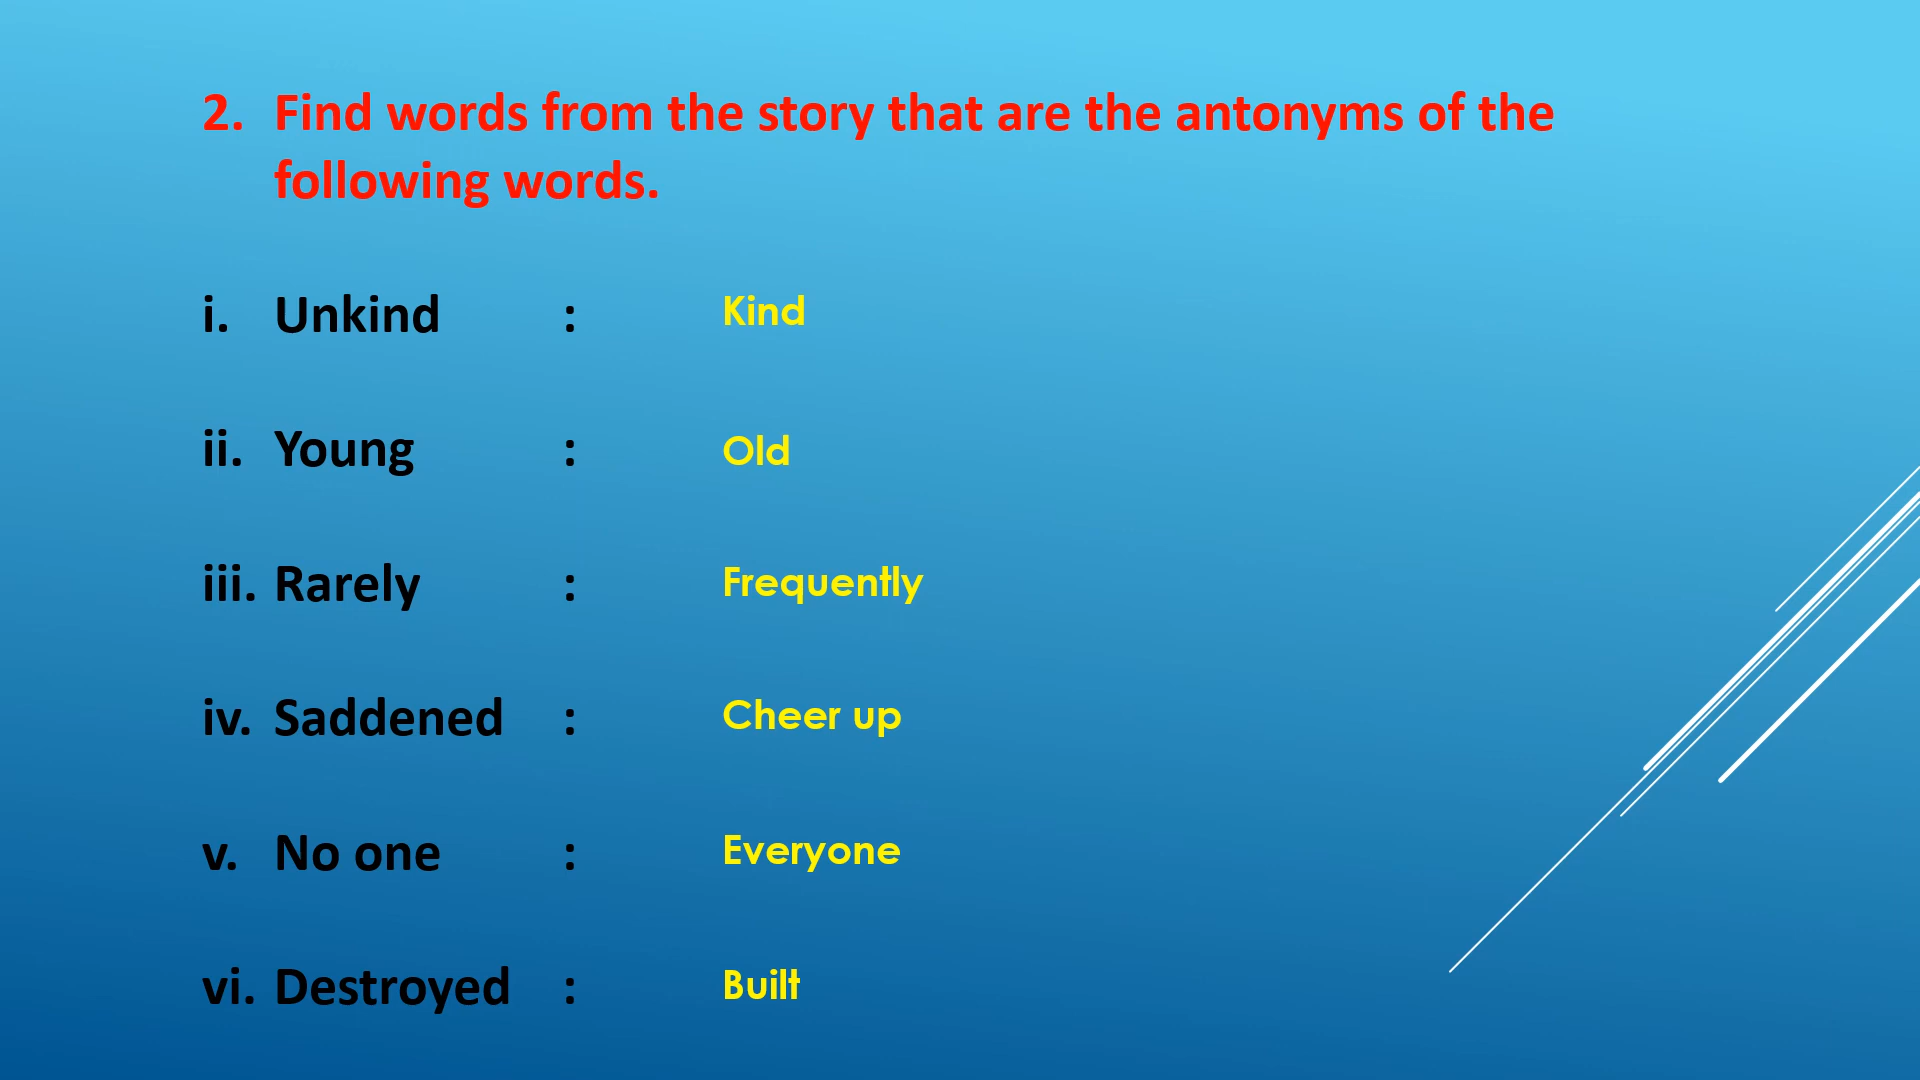 2. Find words from the story that are the antonyms of the
following words.
i. Unkind : Kind
ii. Young : Old
iii. Rarely : Frequently
iv. Saddened : Cheer up
v. No one : Everyone
vi. Destroyed : Built